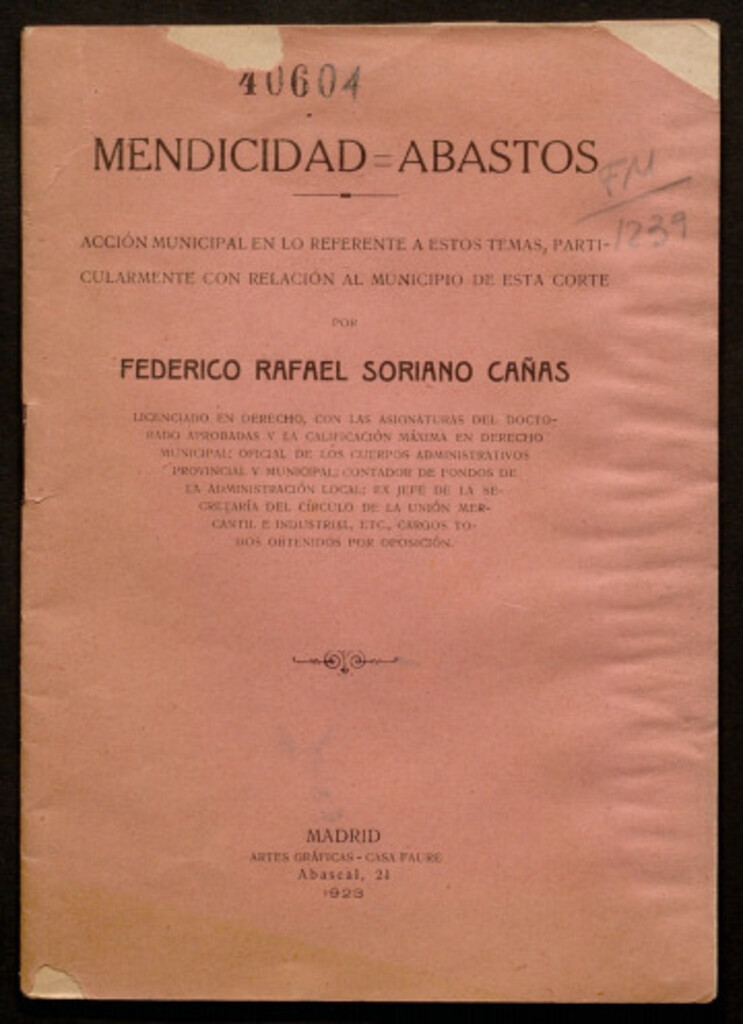 40604
MENDICIDAD = ABASTOS
FM
1239
ACCIÓN MUNICIPAL EN LO REFERENTE A ESTOS TEMAS, PARTI-
CULARMENTE CON RELACIÓN AL MUNICIPIO DE ESTA CORTE
POR
FEDERICO RAFAEL SORIANO CAÑAS
LICENCIADO EN DERECHO, CON LAS ASIGNATURAS DEL DOCTO-
RADO APROBADAS Y LA CALIFICACIÓN MÁXIMA EN DERECHO
MUNICIPAL; OFICIAL DE LOS CUERPOS ADMINISTRATIVOS
PROVINCIAL Y MUNICIPAL; CONTADOR DE FONDOS DE
LA ADMINISTRACIÓN LOCAL; EX JEFE DE LA SE-
CRETARÍA DEL CÍRCULO DE LA UNIÓN MER-
CANTIL E INDUSTRIAL, ETC., CARGOS TO-
DOS OBTENIDOS POR OPOSICIÓN.
MADRID
ARTES GRÁFICAS - CASA FAURE
Abascal, 21
1923